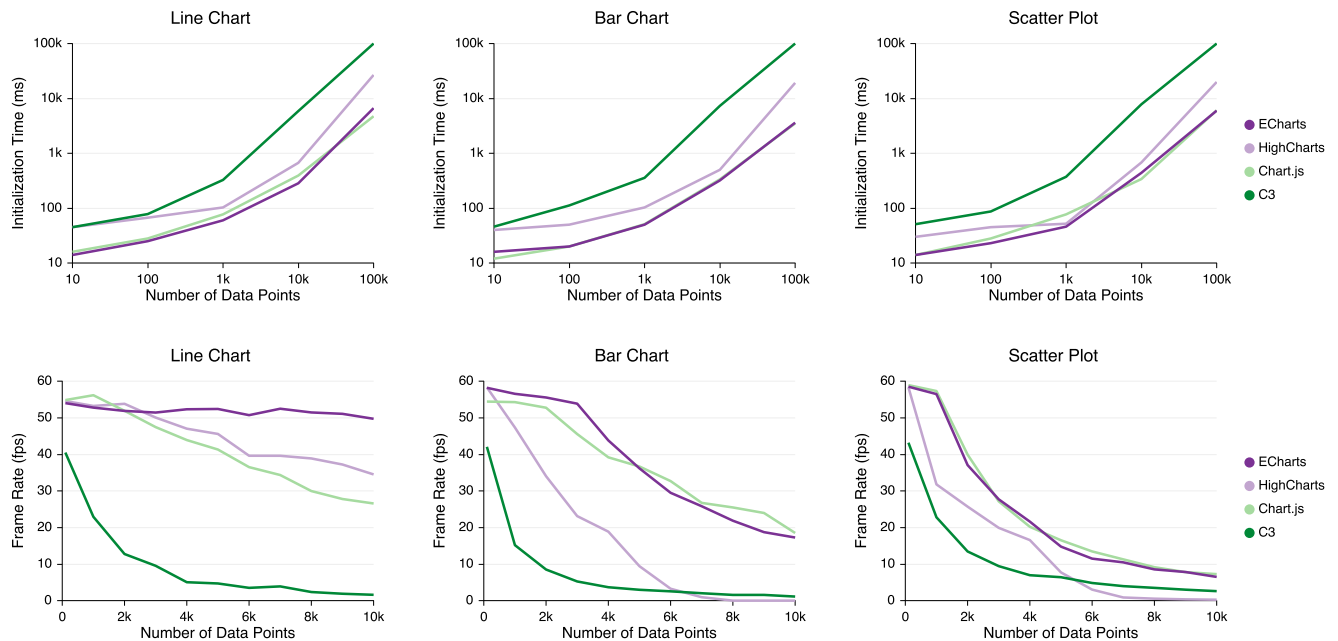 Line Chart
Bar Chart
Scatter Plot
Initialization Time (ms)
100k
10k
1k
100
10
10 100 1k 10k 100k
Number of Data Points
Initialization Time (ms)
100k
10k
1k
100
10
10 100 1k 10k 100k
Number of Data Points
Initialization Time (ms)
100k
10k
1k
100
10
10 100 1k 10k 100k
Number of Data Points
ECharts
HighCharts
Chart.js
C3
Line Chart
Bar Chart
Scatter Plot
Frame Rate (fps)
60
50
40
30
20
10
0
0 2k 4k 6k 8k 10k
Number of Data Points
Frame Rate (fps)
60
50
40
30
20
10
0
0 2k 4k 6k 8k 10k
Number of Data Points
Frame Rate (fps)
60
50
40
30
20
10
0
0 2k 4k 6k 8k 10k
Number of Data Points
ECharts
HighCharts
Chart.js
C3